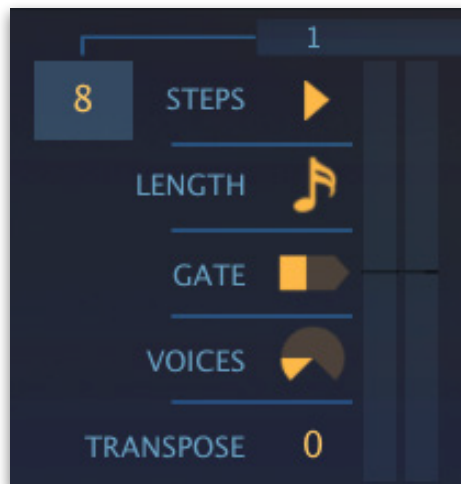 1
8 STEPS
LENGTH
GATE
VOICES
TRANSPOSE 0